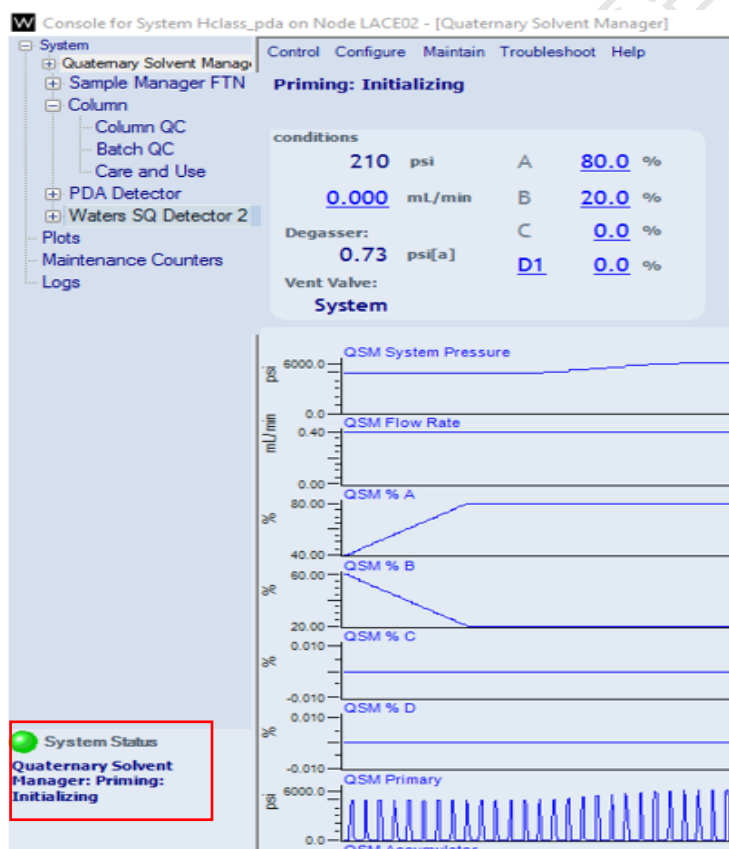 W Console for System Hclass_pda on Node LACE02 - [Quaternary Solvent Manager]
System
Quaternary Solvent Manage
Sample Manager FTN
Column
Column QC
Batch QC
Care and Use
PDA Detector
Waters SQ Detector 2
Plots
Maintenance Counters
Logs
Control Configure Maintain Troubleshoot Help
Priming: Initializing
conditions
210 psi A 80.0 %
0.000 mL/min B 20.0 %
Degasser: C 0.0 %
0.73 psi[a] D1 0.0 %
Vent Valve:
System
QSM System Pressure
psi 6000.0
0.0
QSM Flow Rate
mL/min 0.40
0.00
QSM % A
% 80.00
40.00
QSM % B
% 60.00
20.00
QSM % C
% 0.010
-0.010
QSM % D
% 0.010
-0.010
QSM Primary
psi 6000.0
0.0
QSM Accumulator
System Status
Quaternary Solvent
Manager: Priming:
Initializing